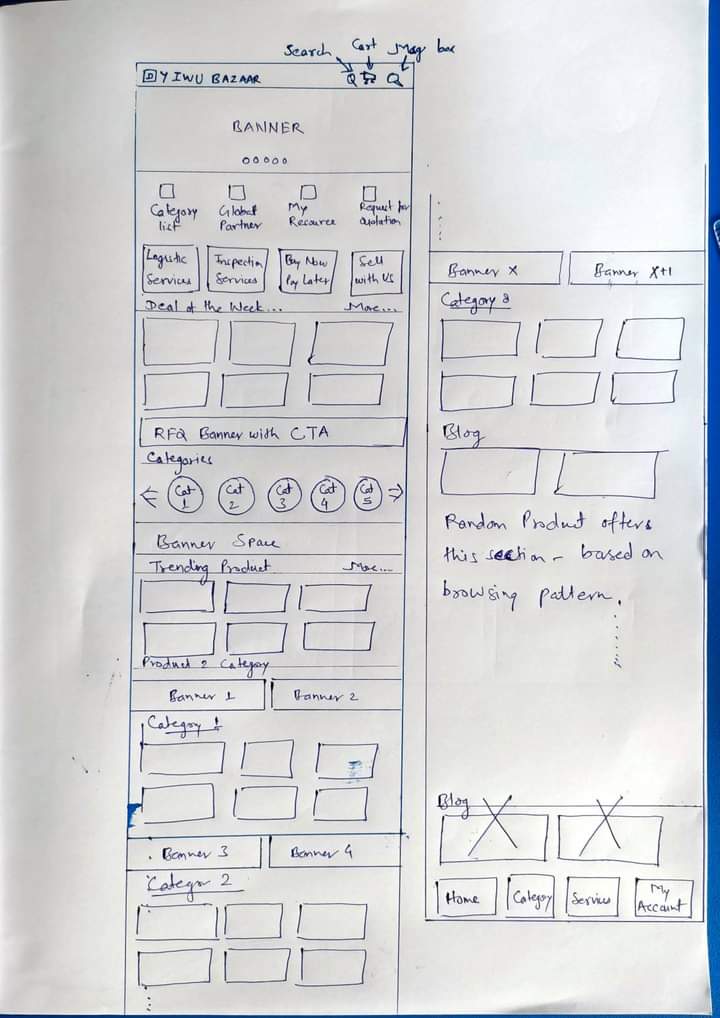 Search Cart Msg box
YIWU BAZAAR
BANNER
Category list
Global Partner
My Resource
Request for Quotation
Logistic Services
Inspection Services
Buy Now Pay Later
Sell with Us
Deal of the Week... More...
RFQ Banner with CTA
Categories
Cat 1
Cat 2
Cat 3
Cat 4
Cat 5
Banner Space
Trending Product More...
Product 2 Category
Banner 1 Banner 2
Category 1
Banner 3 Banner 4
Categor 2
Banner X Banner X+1
Category 3
Blog
Random Product offers
this section - based on
browsing pattern.
Blog
Home
Category
Services
My Account